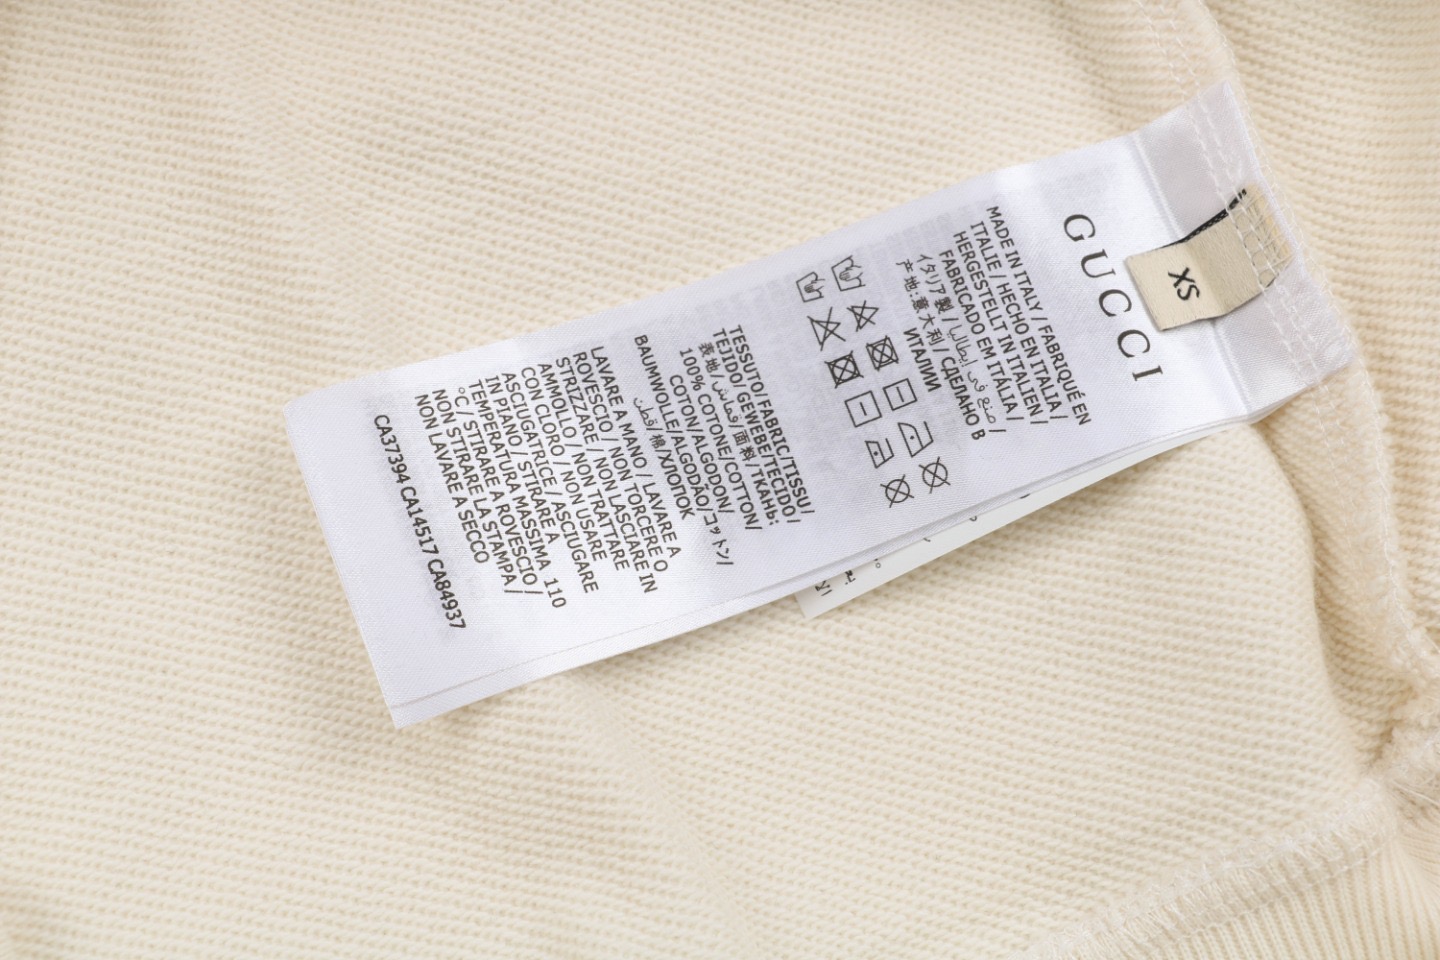 GUCCI
XS
MADE IN ITALY / FABRIQUÉ EN
ITALIE / HECHO EN ITALIA /
HERGESTELLT IN ITALIEN /
FABRICADO EM ITÁLIA /
イタリア製 / صنع في إيطاليا /
产地:意大利/ СДЕЛАНО В
ИТАЛИИ
TESSUTO/FABRIC/TISSU/
TEJIDO/ GEWEBE/TECIDO/
表地/قماش/面料/ТКАНЬ:
100% COTONE/COTTON/
COTON/ALGODON/
BAUMWOLLE/ALGODÃO/コットン/
قطن/棉/ХЛОПОК
LAVARE A MANO / LAVARE A
ROVESCIO / NON TORCERE O
STRIZZARE / NON LASCIARE IN
AMMOLLO / NON TRATTARE
CON CLORO / NON USARE
ASCIUGATRICE / ASCIUGARE
IN PIANO / STIRARE A
TEMPERATURA MASSIMA 110
°C/ STIRARE A ROVESCIO /
NON STIRARE LA STAMPA /
NON LAVARE A SECCO
CA37394 CA14517 CA84937